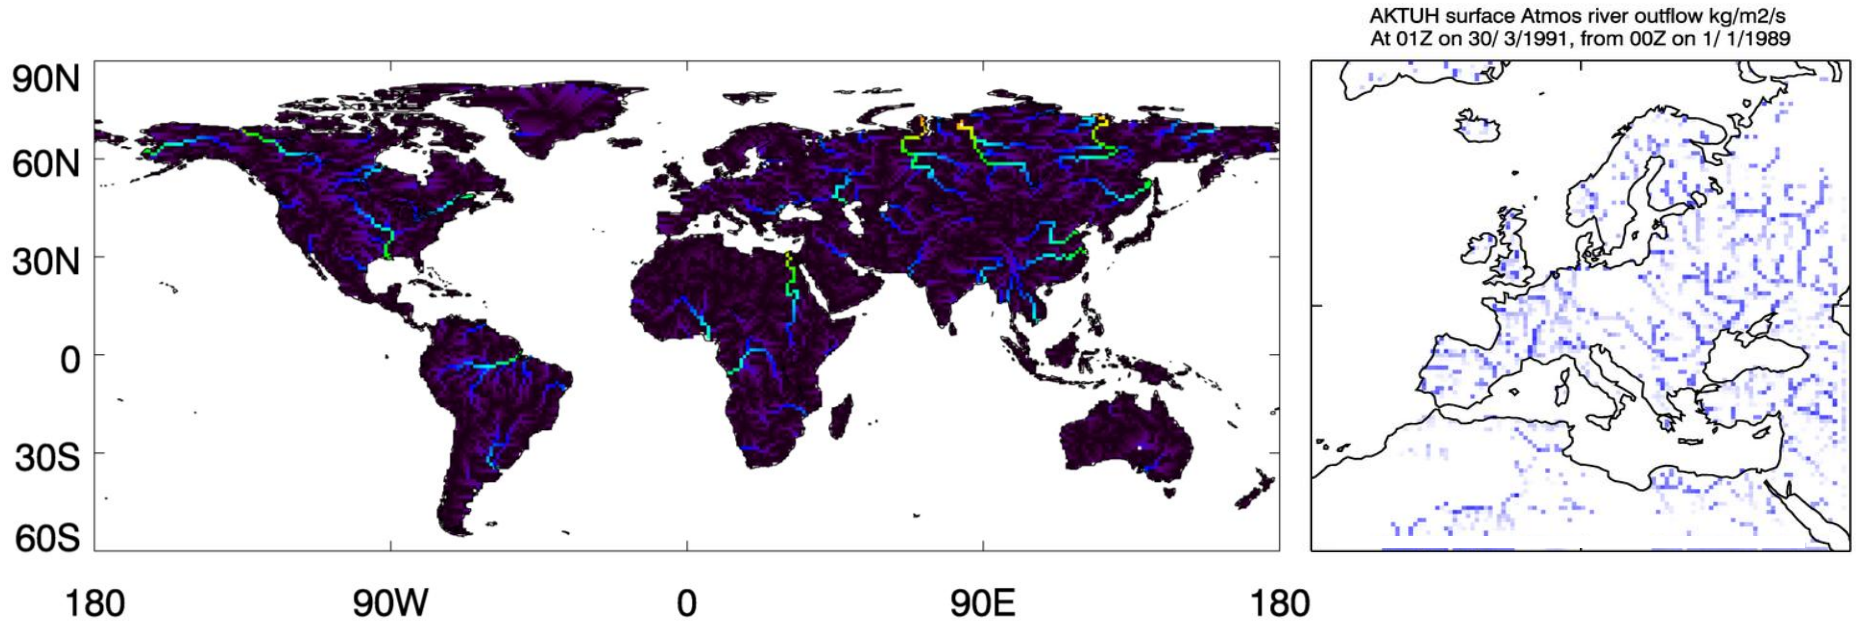 AKTUH surface Atmos river outflow kg/m2/s
At 01Z on 30/ 3/1991, from 00Z on 1/ 1/1989
90N
60N
30N
0
30S
60S
180 90W 0 90E 180